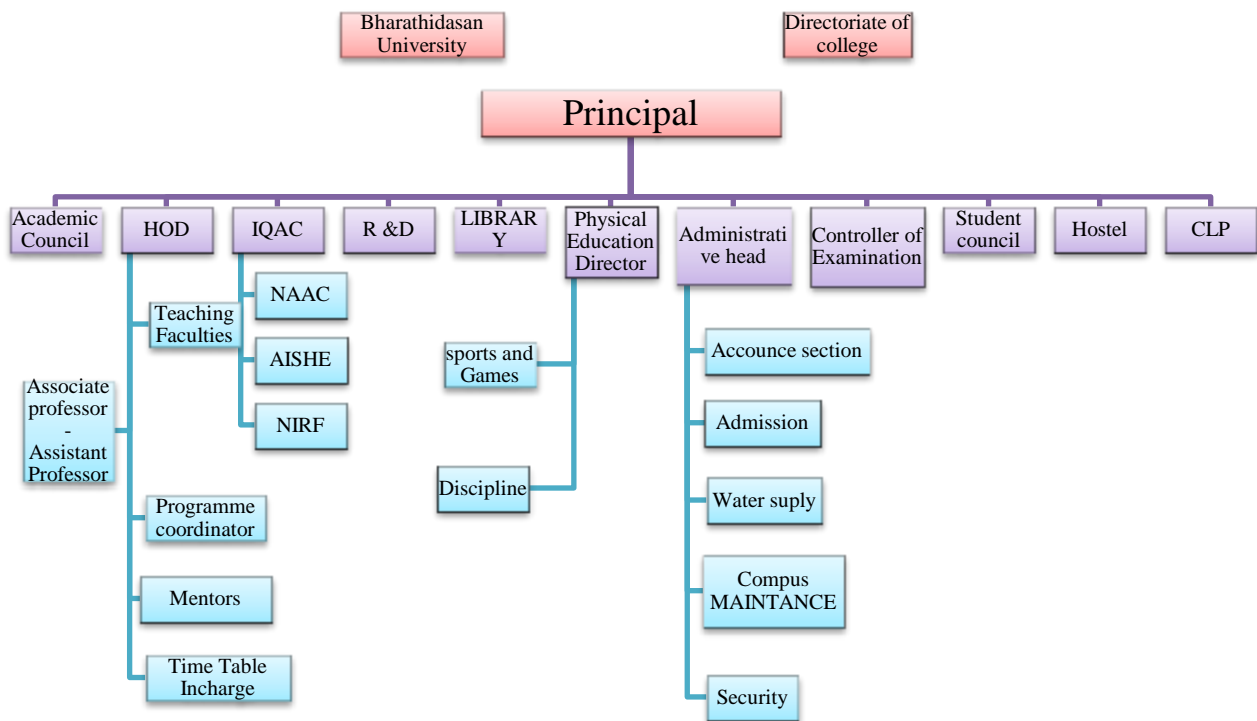 Bharathidasan
University
Directoriate of
college
Principal
Academic
Council
HOD
IQAC
R &D
LIBRAR
Y
Physical
Education
Director
Administrati
ve head
Controller of
Examination
Student
council
Hostel
CLP
Teaching
Faculties
Associate
professor
-
Assistant
Professor
Programme
coordinator
Mentors
Time Table
Incharge
NAAC
AISHE
NIRF
sports and
Games
Discipline
Accounce section
Admission
Water suply
Compus
MAINTANCE
Security